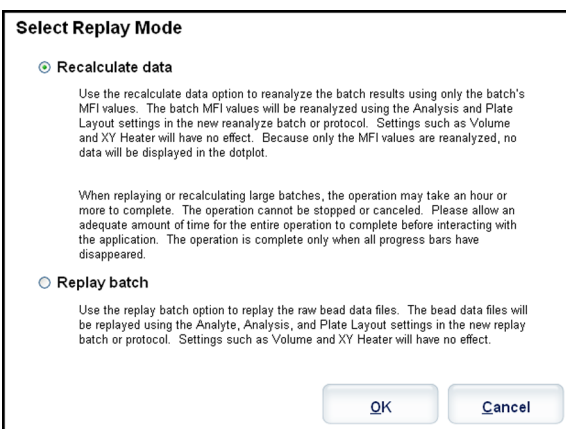 Select Replay Mode
Recalculate data
Use the recalculate data option to reanalyze the batch results using only the batch's
MFI values. The batch MFI values will be reanalyzed using the Analysis and Plate
Layout settings in the new reanalyze batch or protocol. Settings such as Volume
and XY Heater will have no effect. Because only the MFI values are reanalyzed, no
data will be displayed in the dotplot.
When replaying or recalculating large batches, the operation may take an hour or
more to complete. The operation cannot be stopped or canceled. Please allow an
adequate amount of time for the entire operation to complete before interacting with
the application. The operation is complete only when all progress bars have
disappeared.
Replay batch
Use the replay batch option to replay the raw bead data files. The bead data files will
be replayed using the Analyte, Analysis, and Plate Layout settings in the new replay
batch or protocol. Settings such as Volume and XY Heater will have no effect.
OK
Cancel